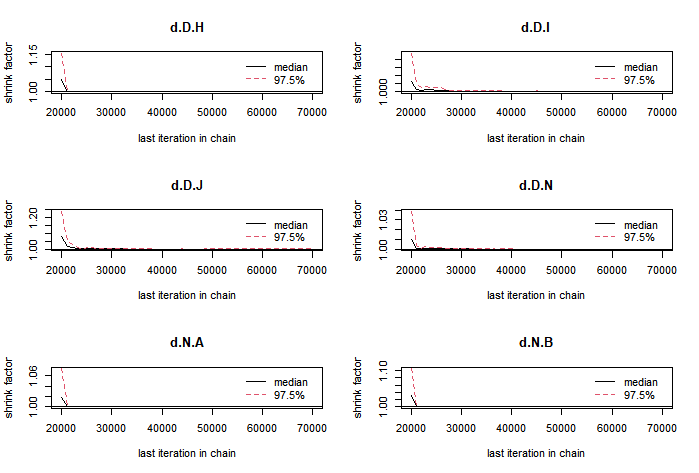 d.D.H
shrink factor
1.00 1.15
median
97.5%
20000 30000 40000 50000 60000 70000
last iteration in chain
d.D.I
shrink factor
1.000
median
97.5%
20000 30000 40000 50000 60000 70000
last iteration in chain
d.D.J
shrink factor
1.00 1.20
median
97.5%
20000 30000 40000 50000 60000 70000
last iteration in chain
d.D.N
shrink factor
1.00 1.03
median
97.5%
20000 30000 40000 50000 60000 70000
last iteration in chain
d.N.A
shrink factor
1.00 1.06
median
97.5%
20000 30000 40000 50000 60000 70000
last iteration in chain
d.N.B
shrink factor
1.00 1.10
median
97.5%
20000 30000 40000 50000 60000 70000
last iteration in chain